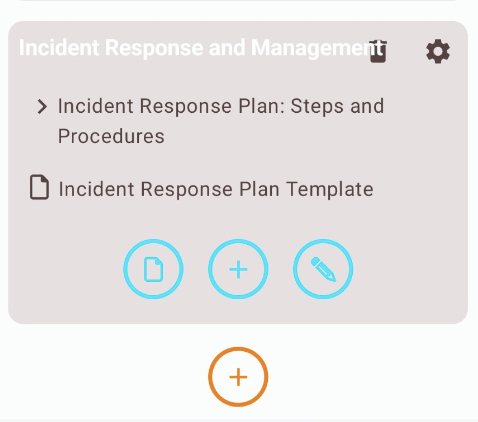 Incident Response and Management
Incident Response Plan: Steps and
Procedures
Incident Response Plan Template